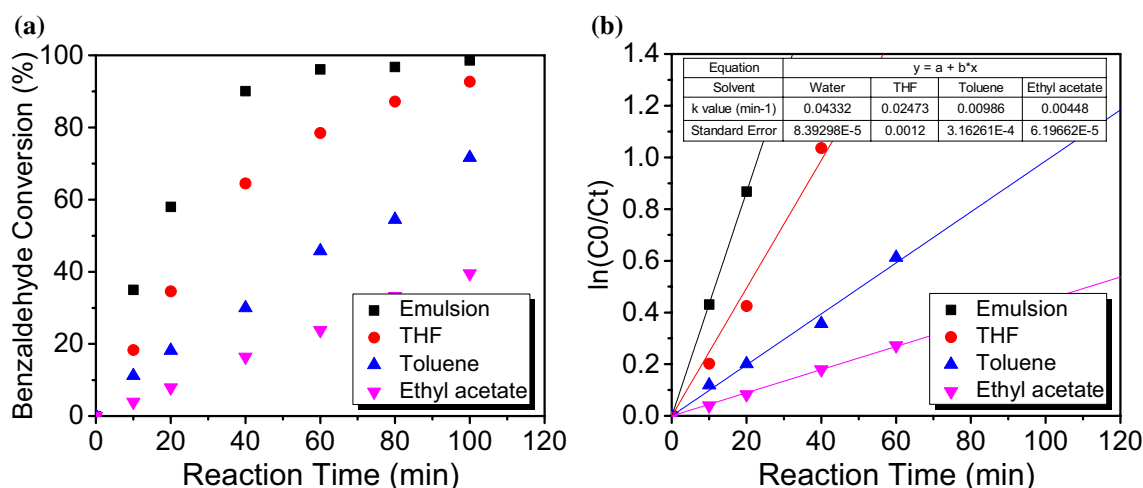 (a)
Benzaldehyde Conversion (%)
100
80
60
40
20
0
0 20 40 60 80 100 120
Reaction Time (min)
Emulsion
THF
Toluene
Ethyl acetate
(b)
ln(C0/Ct)
1.4
1.2
1.0
0.8
0.6
0.4
0.2
0.0
0 20 40 60 80 100 120
Reaction Time (min)
Equation y = a + b*x
Solvent Water THF Toluene Ethyl acetate
k value (min-1) 0.04332 0.02473 0.00986 0.00448
Standard Error 8.39298E-5 0.0012 3.16261E-4 6.19662E-5
Emulsion
THF
Toluene
Ethyl acetate